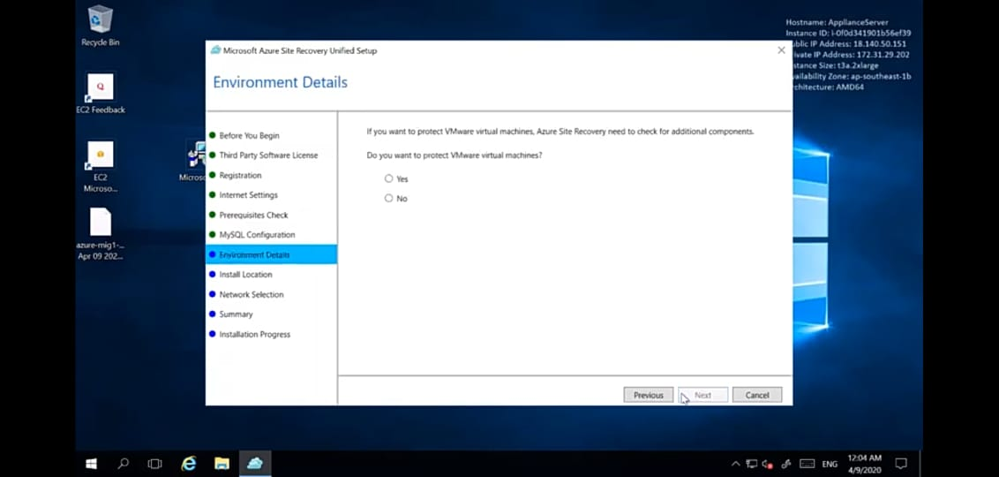 Recycle Bin
EC2 Feedback
EC2
Microso...
azure-mig1-...
Apr 09 202...
Hostname: ApplianceServer
Instance ID: i-0f0d341901b56ef39
ublic IP Address: 18.140.50.151
ivate IP Address: 172.31.29.202
stance Size: t3a.2xlarge
vailability Zone: ap-southeast-1b
rchitecture: AMD64
Microso
Microsoft Azure Site Recovery Unified Setup
Environment Details
Before You Begin
Third Party Software License
Registration
Internet Settings
Prerequisites Check
MySQL Configuration
Environment Details
Install Location
Network Selection
Summary
Installation Progress
If you want to protect VMware virtual machines, Azure Site Recovery need to check for additional components.
Do you want to protect VMware virtual machines?
Yes
No
Previous
Next
Cancel
ENG
12:04 AM
4/9/2020